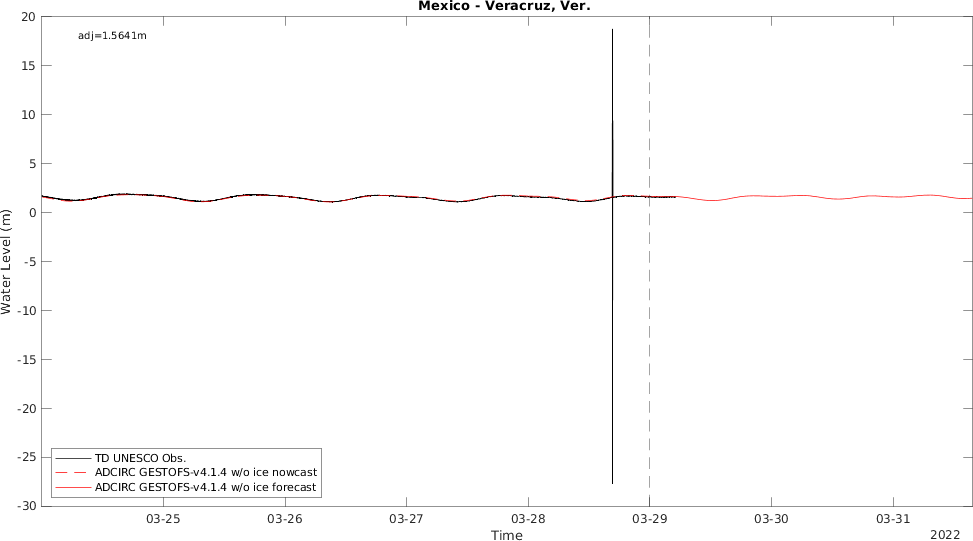 Mexico - Veracruz, Ver.
adj=1.5641m
20
15
10
5
0
-5
-10
-15
-20
-25
-30
Water Level (m)
TD UNESCO Obs.
ADCIRC GESTOFS-v4.1.4 w/o ice nowcast
ADCIRC GESTOFS-v4.1.4 w/o ice forecast
03-25
03-26
03-27
03-28
03-29
03-30
03-31
Time
2022